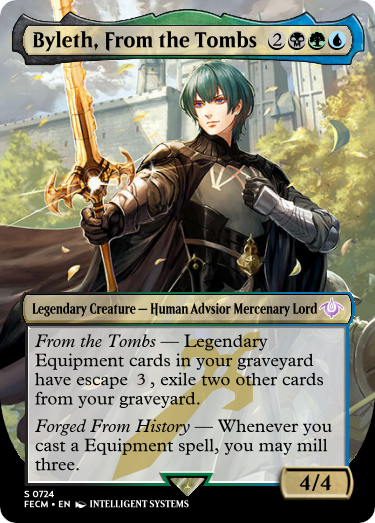 Byleth, From the Tombs 2
Legendary Creature — Human Advsior Mercenary Lord
From the Tombs — Legendary
Equipment cards in your graveyard
have escape 3 , exile two other cards
from your graveyard.
Forged From History — Whenever you
cast a Equipment spell, you may mill
three.
4/4
S 0724
FECM • EN INTELLIGENT SYSTEMS